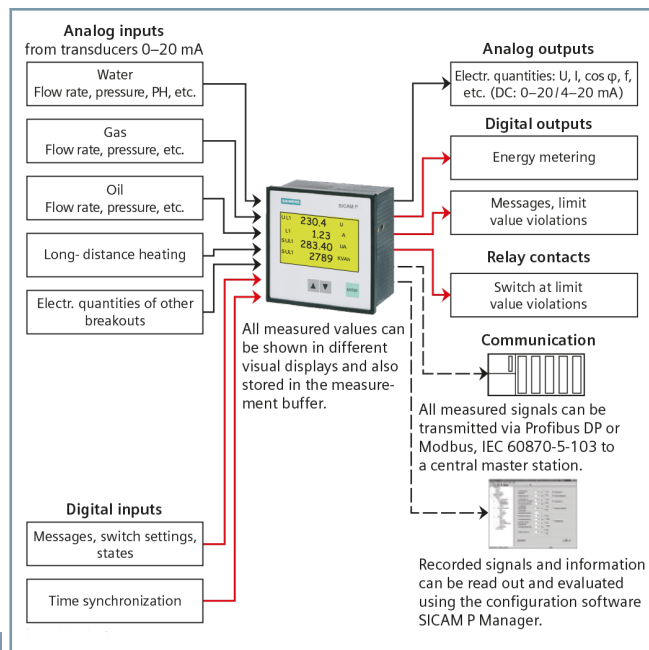 Analog inputs
from transducers 0–20 mA
Water
Flow rate, pressure, PH, etc.
Gas
Flow rate, pressure, etc.
Oil
Flow rate, pressure, etc.
Long- distance heating
Electr. quantities of other
breakouts
Digital inputs
Messages, switch settings,
states
Time synchronization
SIEMENS
SICAM P
UL1 230.4 U
L1 1.23 A
SUL1 283.40 UA
SUL1 2789 KVAh
All measured values can
be shown in different
visual displays and also
stored in the measure-
ment buffer.
Analog outputs
Electr. quantities: U, I, cos φ, f,
etc. (DC: 0–20/4–20 mA)
Digital outputs
Energy metering
Messages, limit
value violations
Relay contacts
Switch at limit
value violations
Communication
All measured signals can be
transmitted via Profibus DP or
Modbus, IEC 60870-5-103 to
a central master station.
Recorded signals and information
can be read out and evaluated
using the configuration software
SICAM P Manager.